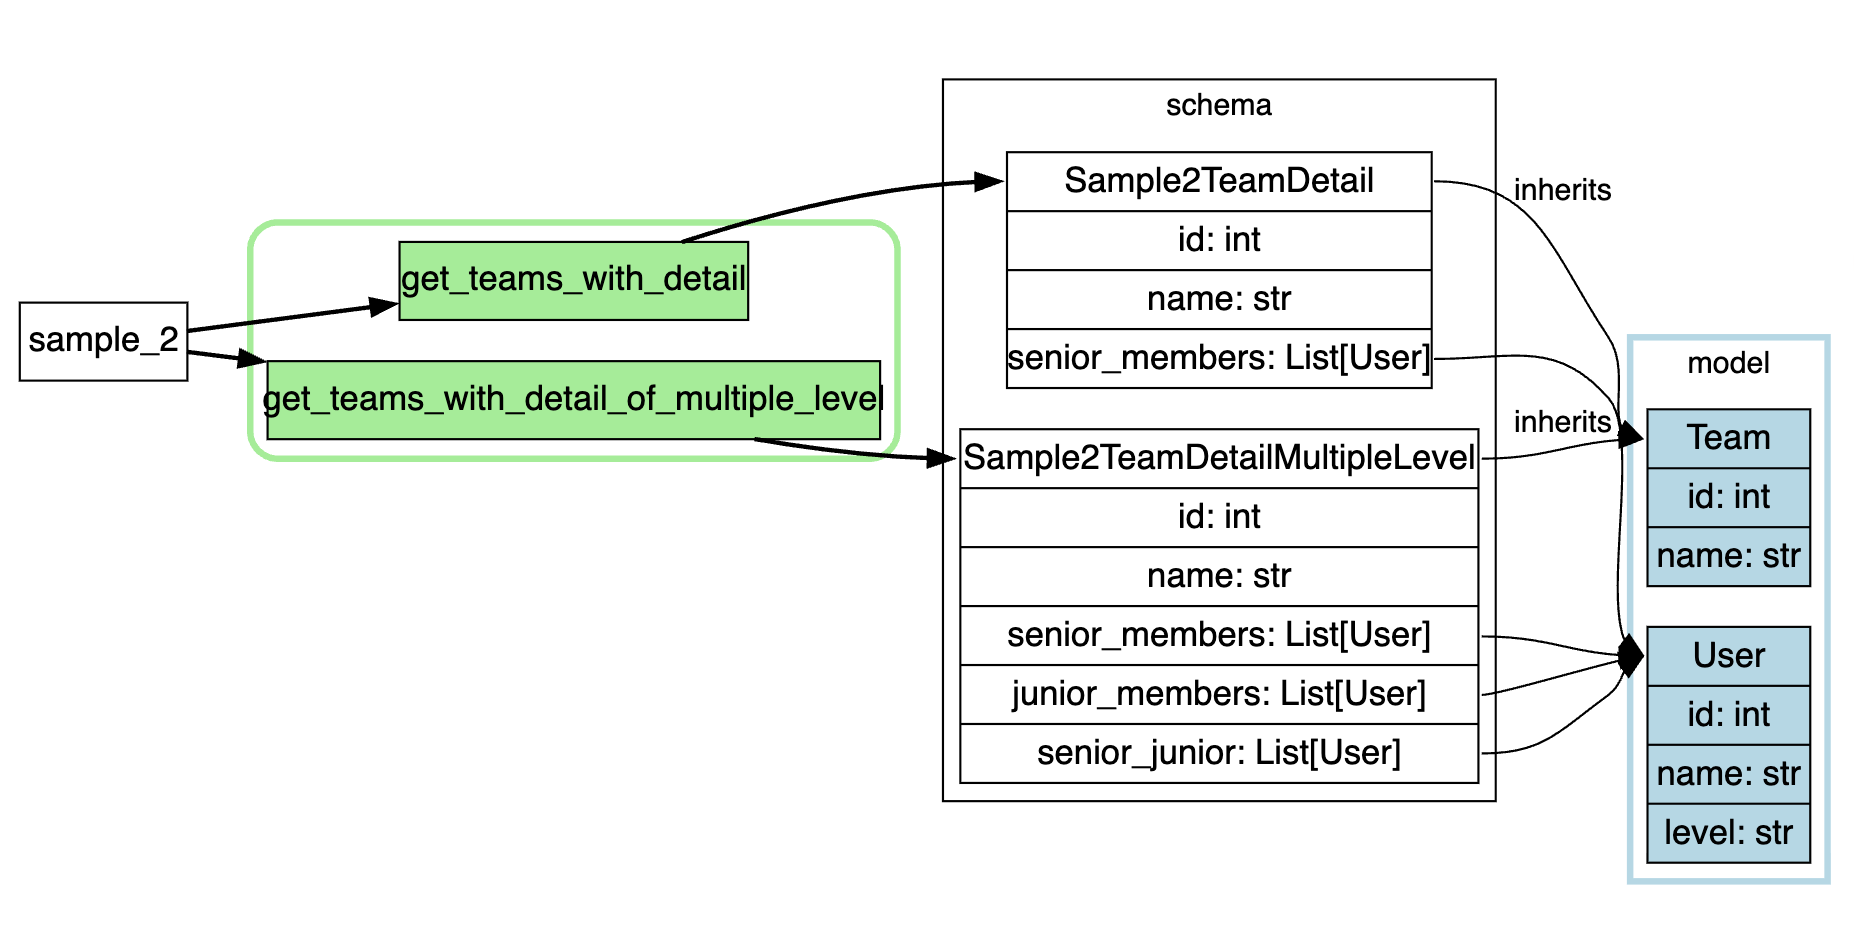 sample_2
get_teams_with_detail
get_teams_with_detail_of_multiple_level
schema
Sample2TeamDetail
id: int
name: str
senior_members: List[User]
Sample2TeamDetailMultipleLevel
id: int
name: str
senior_members: List[User]
junior_members: List[User]
senior_junior: List[User]
inherits
inherits
model
Team
id: int
name: str
User
id: int
name: str
level: str